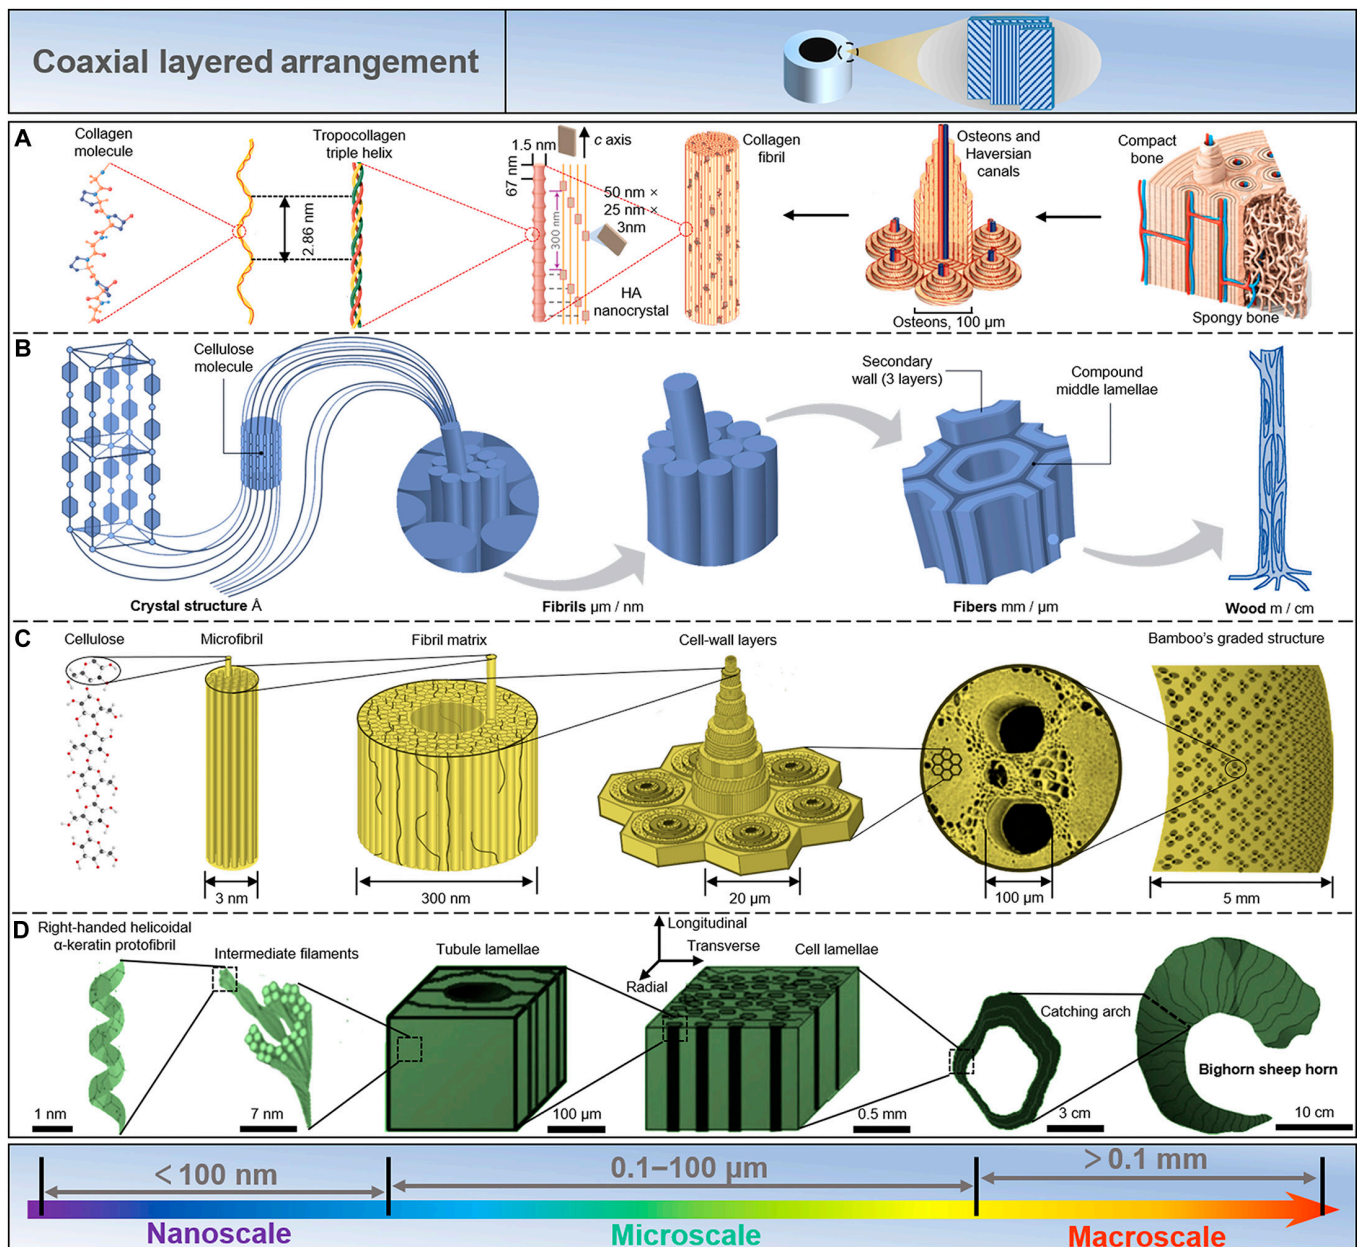 Coaxial layered arrangement
A
Collagen
molecule
2.86 nm
Tropocollagen
triple helix
1.5 nm
67 nm
c axis
300 nm
50 nm ×
25 nm ×
3nm
HA
nanocrystal
Collagen
fibril
Osteons and
Haversian
canals
Osteons, 100 μm
Compact
bone
Spongy bone
B
Cellulose
molecule
Secondary
wall (3 layers)
Compound
middle lamellae
Crystal structure Å
Fibrils μm / nm
Fibers mm / μm
Wood m / cm
C
Cellulose
Microfibril
Fibril matrix
Cell-wall layers
Bamboo's graded structure
3 nm
300 nm
20 μm
100 μm
5 mm
D
Right-handed helicoidal
α-keratin protofibril
Intermediate filaments
Tubule lamellae
Longitudinal
Transverse
Radial
Cell lamellae
Catching arch
Bighorn sheep horn
1 nm
7 nm
100 μm
0.5 mm
3 cm
10 cm
< 100 nm
0.1–100 μm
> 0.1 mm
Nanoscale
Microscale
Macroscale